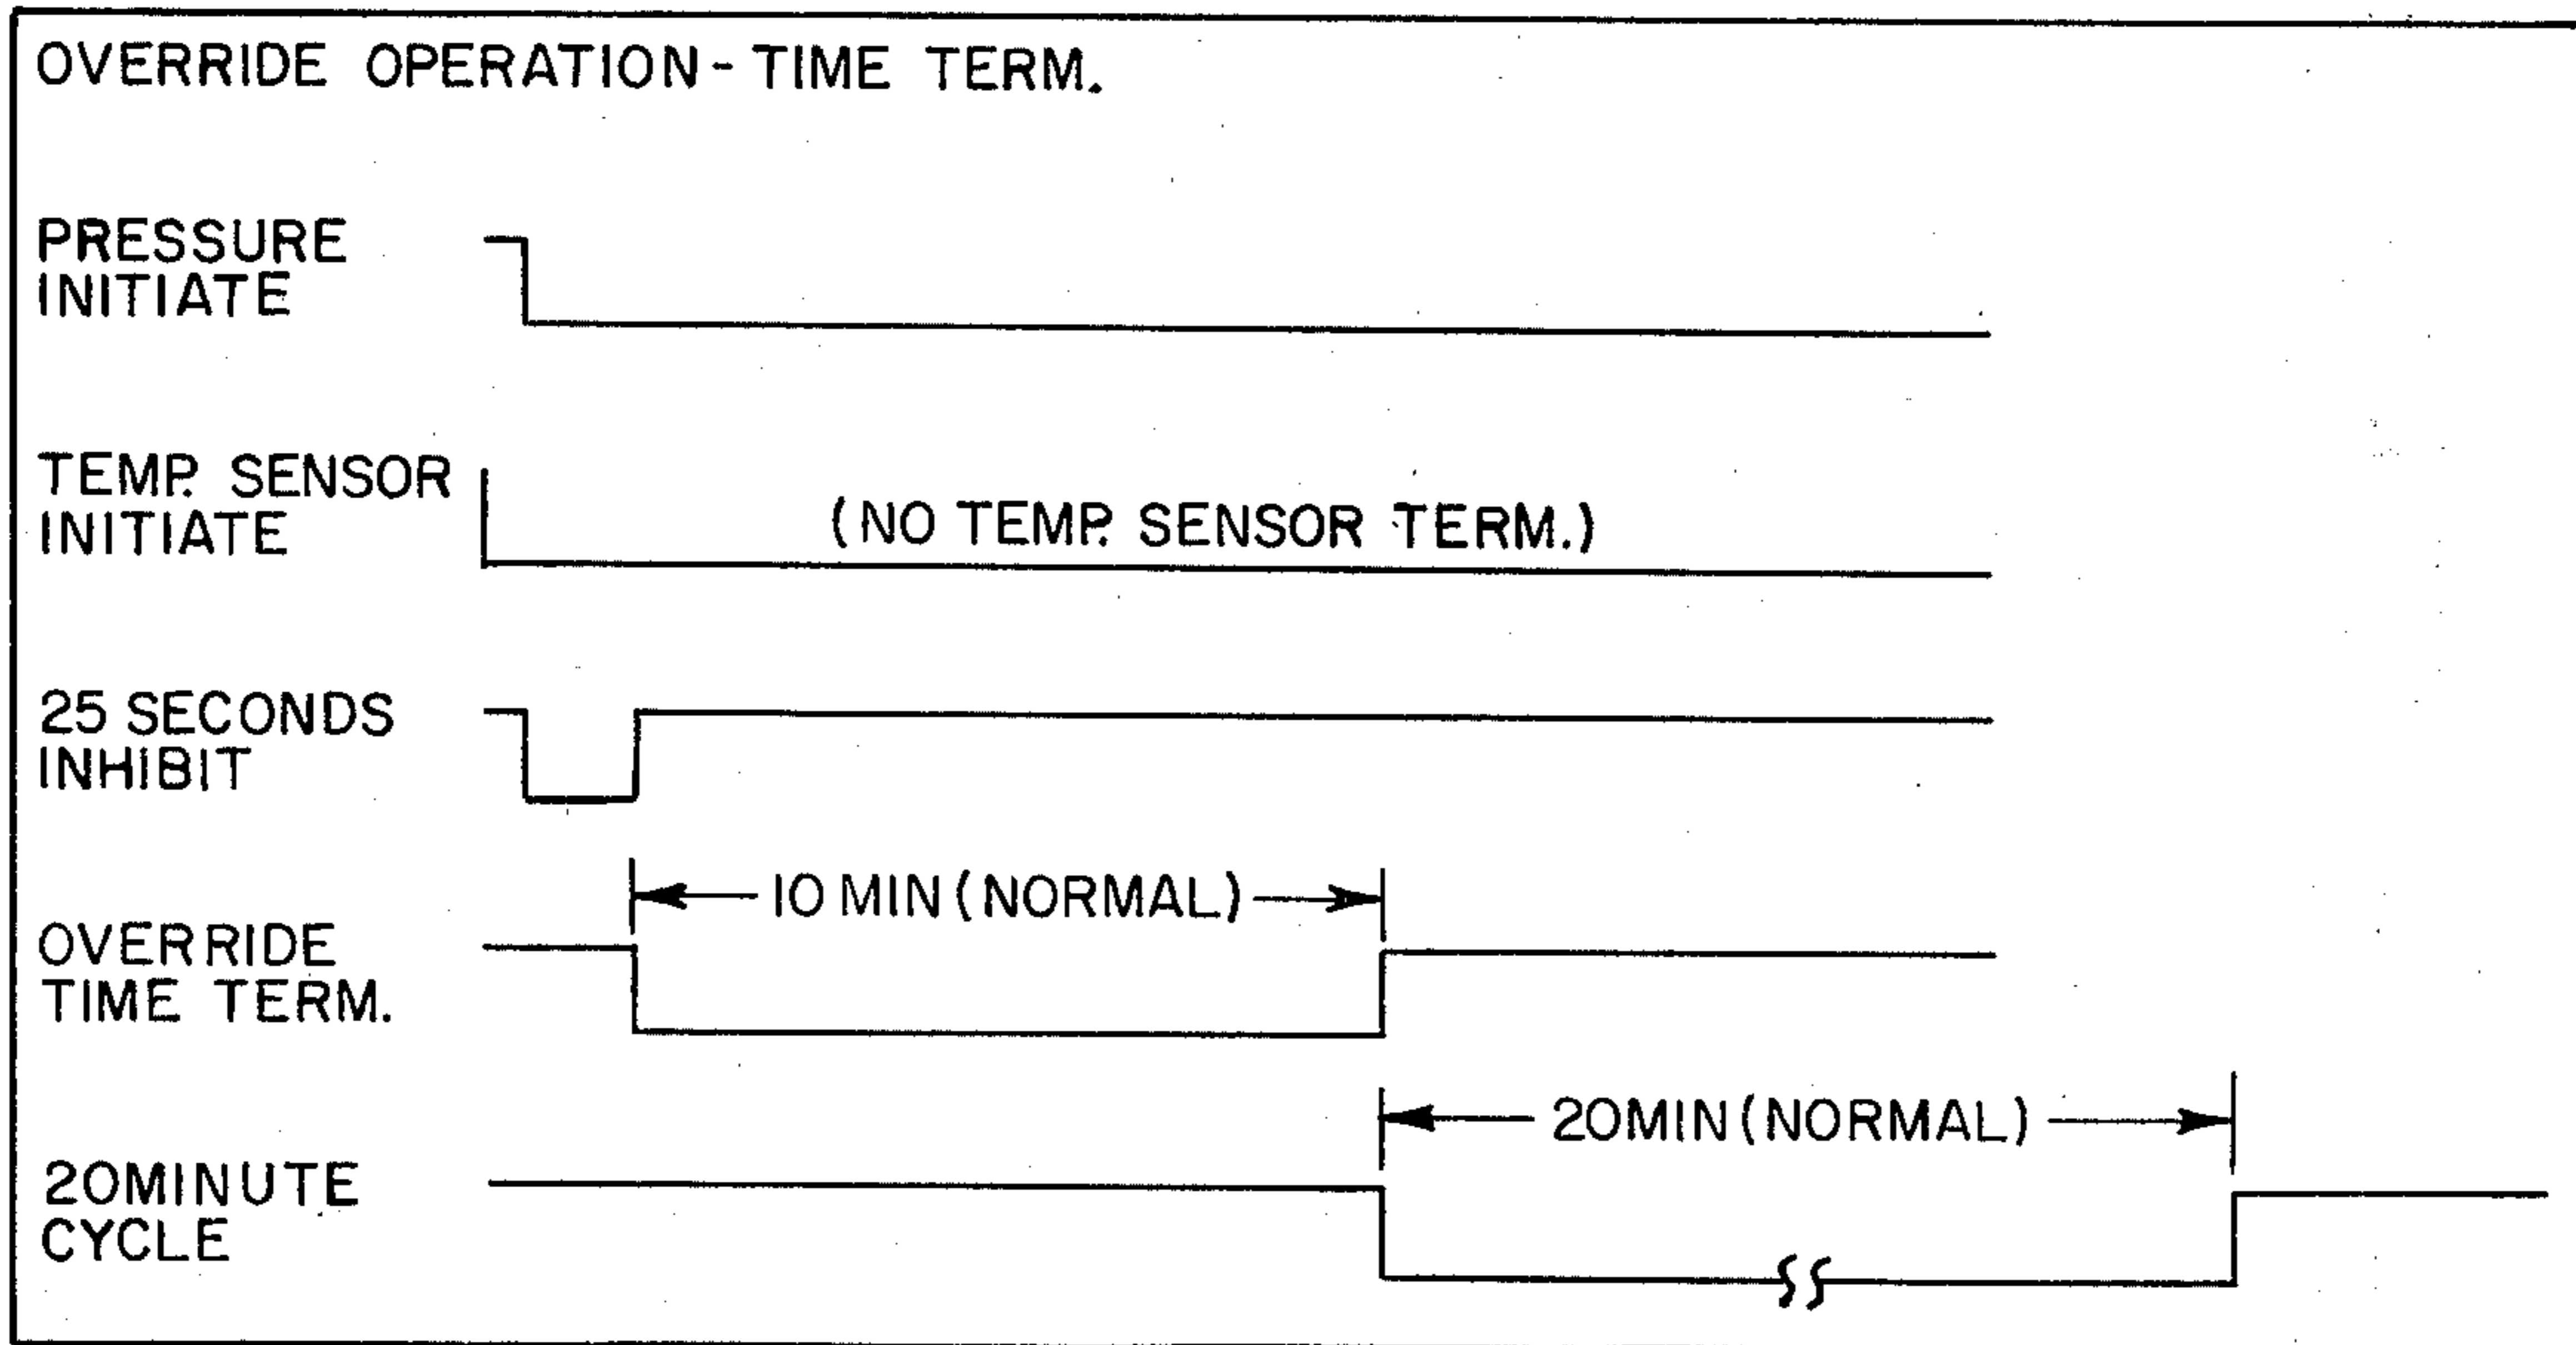 OVERRIDE OPERATION - TIME TERM.
PRESSURE
INITIATE
TEMP. SENSOR
INITIATE
(NO TEMP. SENSOR TERM.)
25 SECONDS
INHIBIT
10 MIN (NORMAL)
OVERRIDE
TIME TERM.
20MIN (NORMAL)
20MINUTE
CYCLE